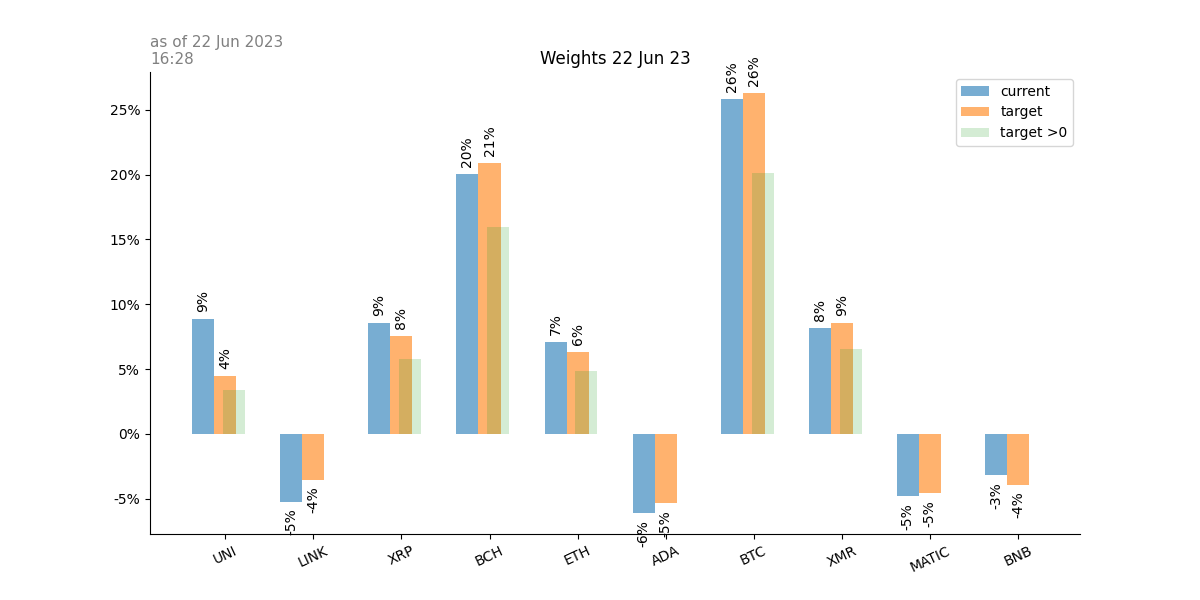 as of 22 Jun 2023
16:28
Weights 22 Jun 23
current
target
target >0
25%
20%
15%
10%
5%
0%
-5%
9%
4%
-5%
-4%
9%
8%
20%
21%
7%
6%
-6%
-5%
26%
26%
8%
9%
-5%
-5%
-3%
-4%
UNI
LINK
XRP
BCH
ETH
ADA
BTC
XMR
MATIC
BNB